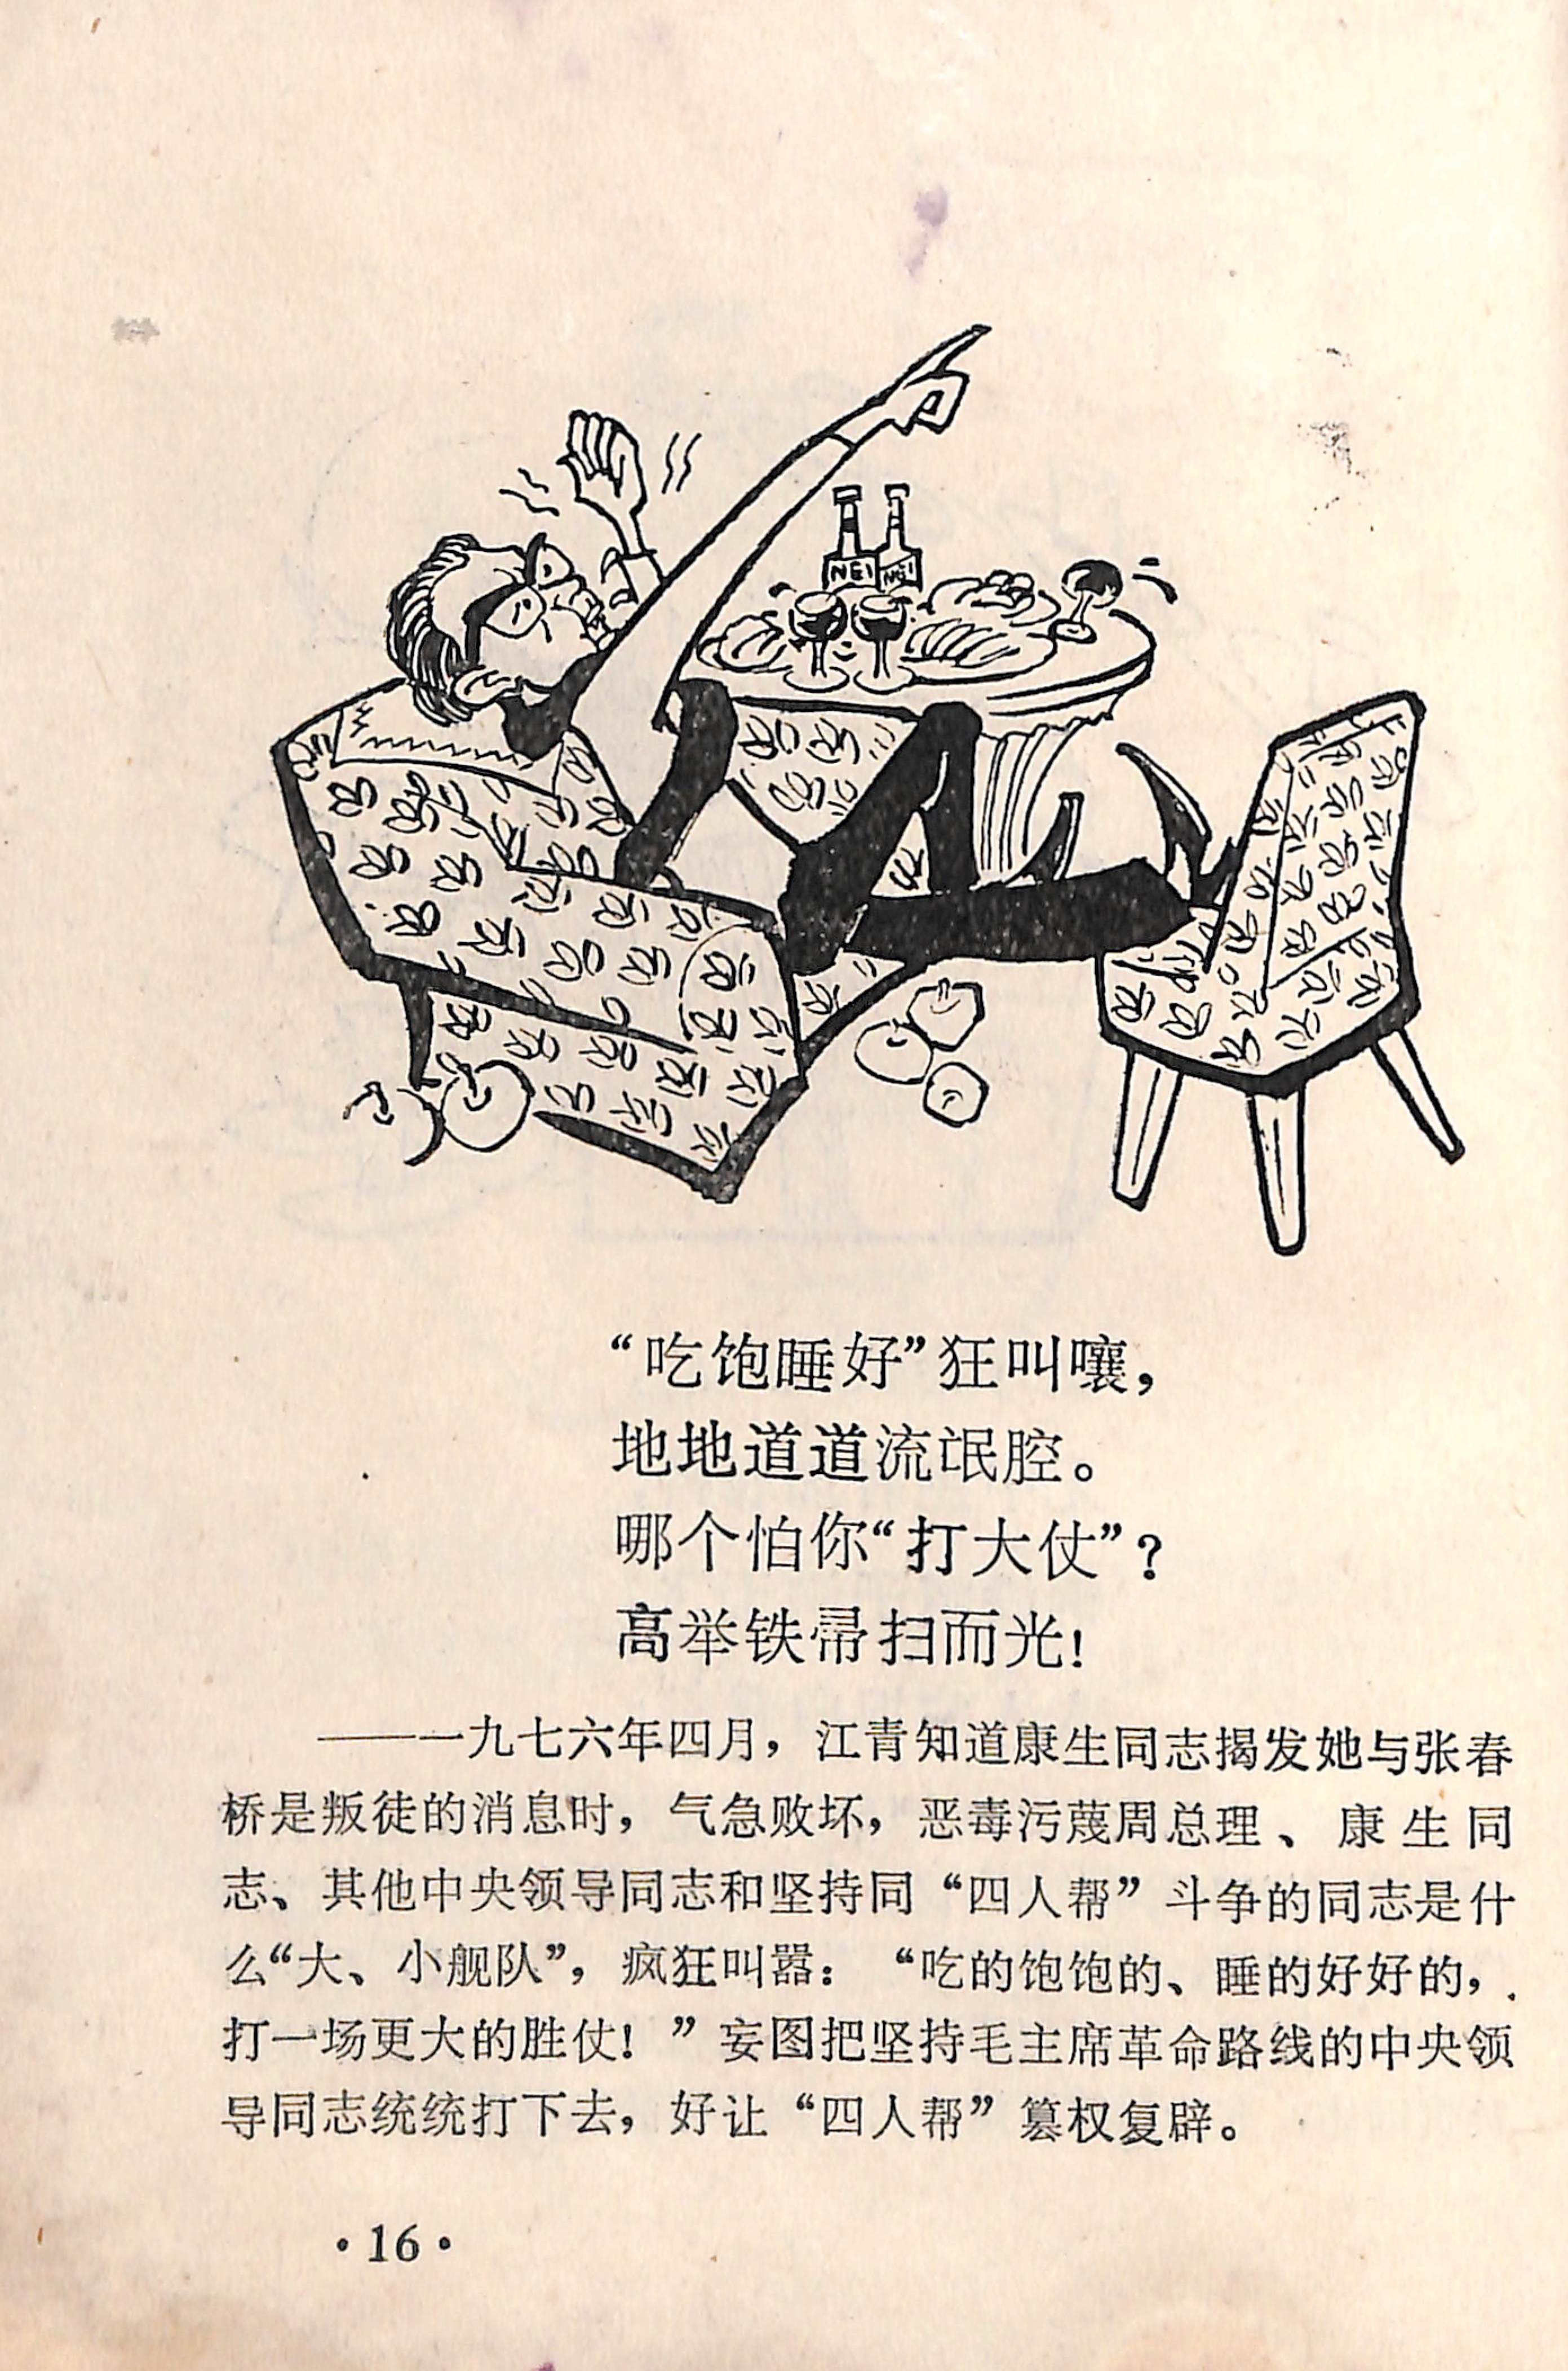 NEI
NEI
“吃饱睡好”狂叫嚷，
地地道道流氓腔。
哪个怕你“打大仗”？
高举铁帚扫而光！
——一九七六年四月，江青知道康生同志揭发她与张春
桥是叛徒的消息时，气急败坏，恶毒污蔑周总理、康生同
志、其他中央领导同志和坚持同“四人帮”斗争的同志是什
么“大、小舰队”，疯狂叫嚣：“吃的饱饱的、睡的好好的，
打一场更大的胜仗！”妄图把坚持毛主席革命路线的中央领
导同志统统打下去，好让“四人帮”篡权复辟。
·16·